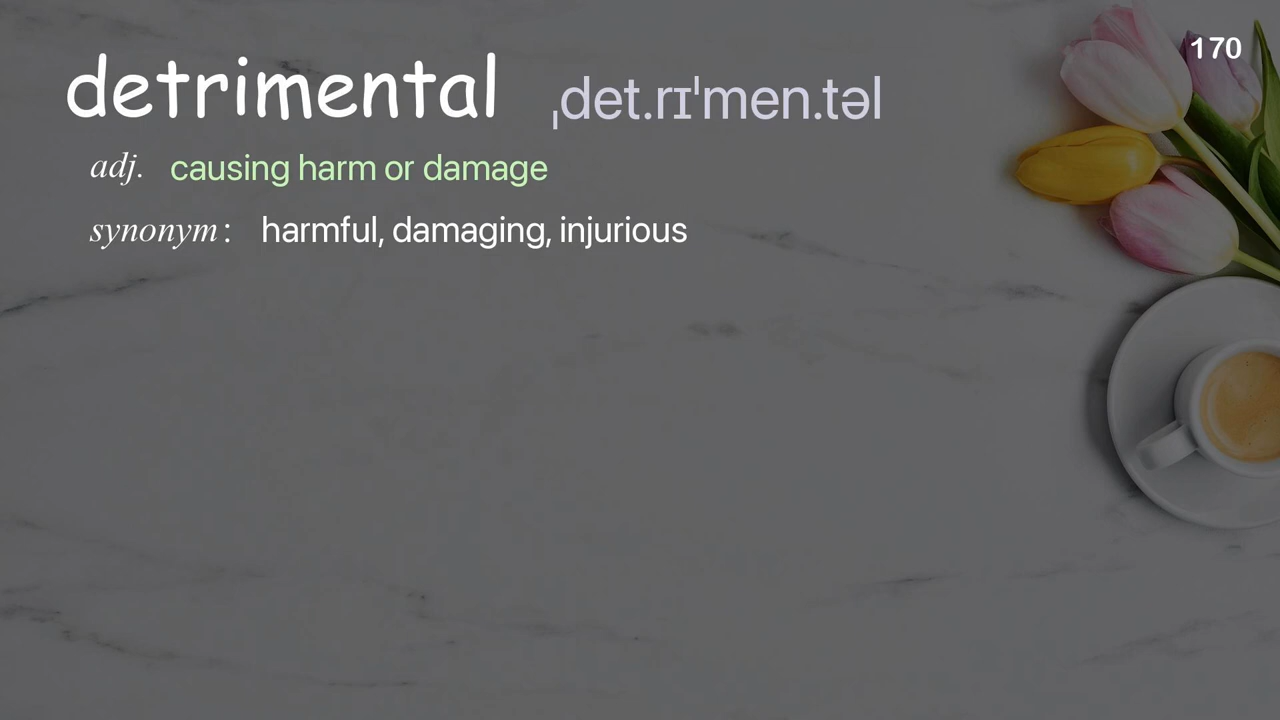 170
detrimental ˌdet.rɪˈmen.təl
adj. causing harm or damage
synonym: harmful, damaging, injurious